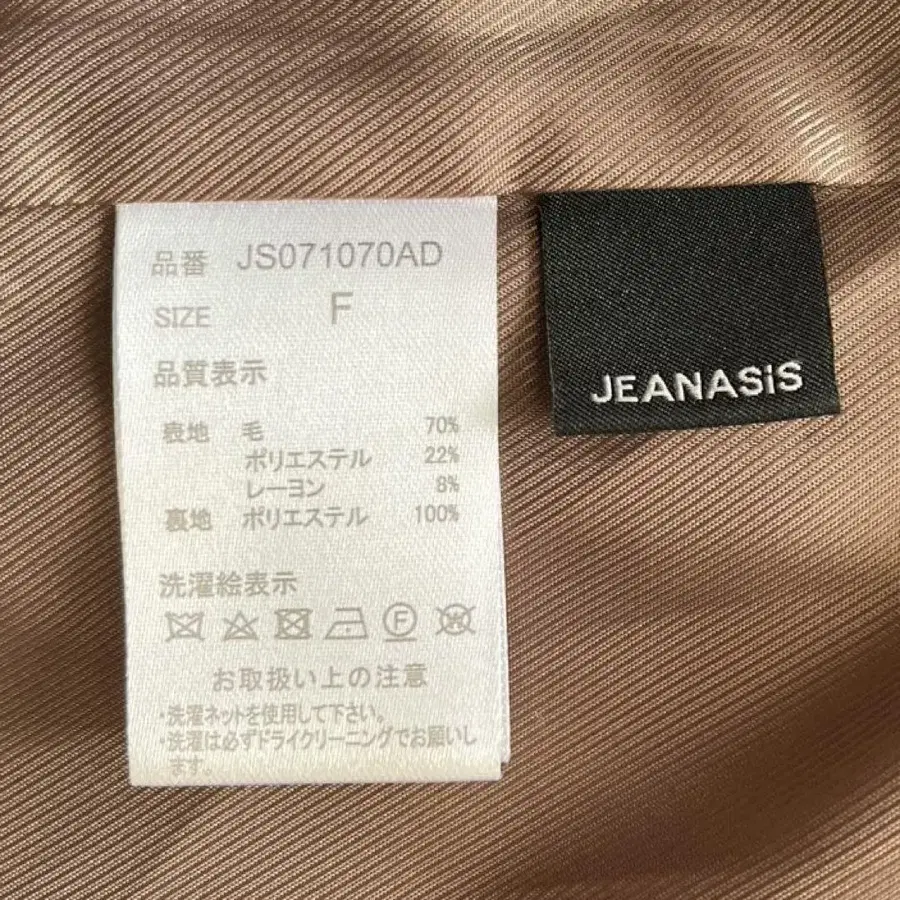 品番 JS071070AD
SIZE F
品質表示
表地 毛 70%
ポリエステル 22%
レーヨン 8%
裏地 ポリエステル 100%
洗濯絵表示
F
お取扱い上の注意
・洗濯ネットを使用して下さい。
・洗濯は必ずドライクリーニングでお願いし
ます。
JEANASiS